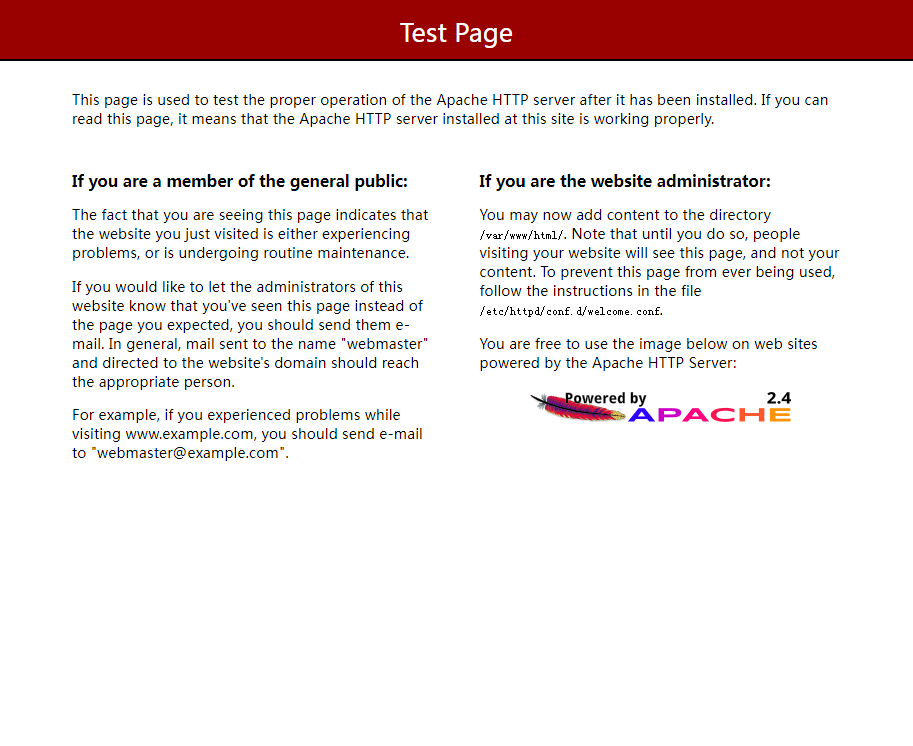 Test Page
This page is used to test the proper operation of the Apache HTTP server after it has been installed. If you can
read this page, it means that the Apache HTTP server installed at this site is working properly.
If you are a member of the general public:
The fact that you are seeing this page indicates that
the website you just visited is either experiencing
problems, or is undergoing routine maintenance.
If you would like to let the administrators of this
website know that you've seen this page instead of
the page you expected, you should send them e-
mail. In general, mail sent to the name "webmaster"
and directed to the website's domain should reach
the appropriate person.
For example, if you experienced problems while
visiting www.example.com, you should send e-mail
to "webmaster@example.com".
If you are the website administrator:
You may now add content to the directory
/var/www/html/. Note that until you do so, people
visiting your website will see this page, and not your
content. To prevent this page from ever being used,
follow the instructions in the file
/etc/httpd/conf.d/welcome.conf.
You are free to use the image below on web sites
powered by the Apache HTTP Server:
Powered by 2.4
APACHE